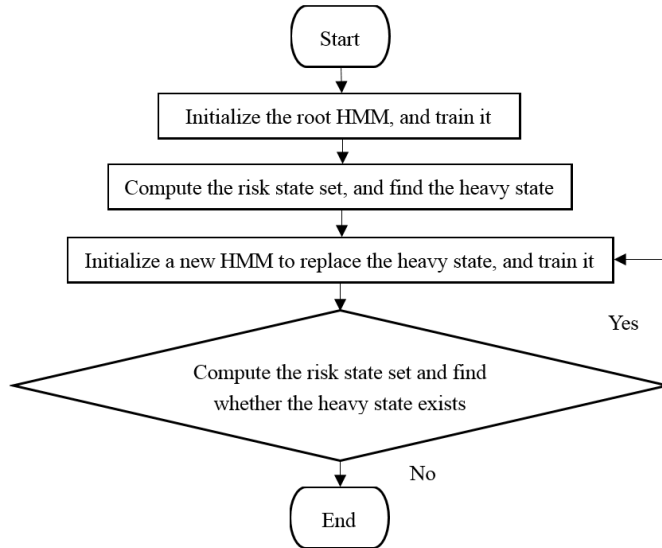 Start
Initialize the root HMM, and train it
Compute the risk state set, and find the heavy state
Initialize a new HMM to replace the heavy state, and train it
Yes
Compute the risk state set and find
whether the heavy state exists
No
End